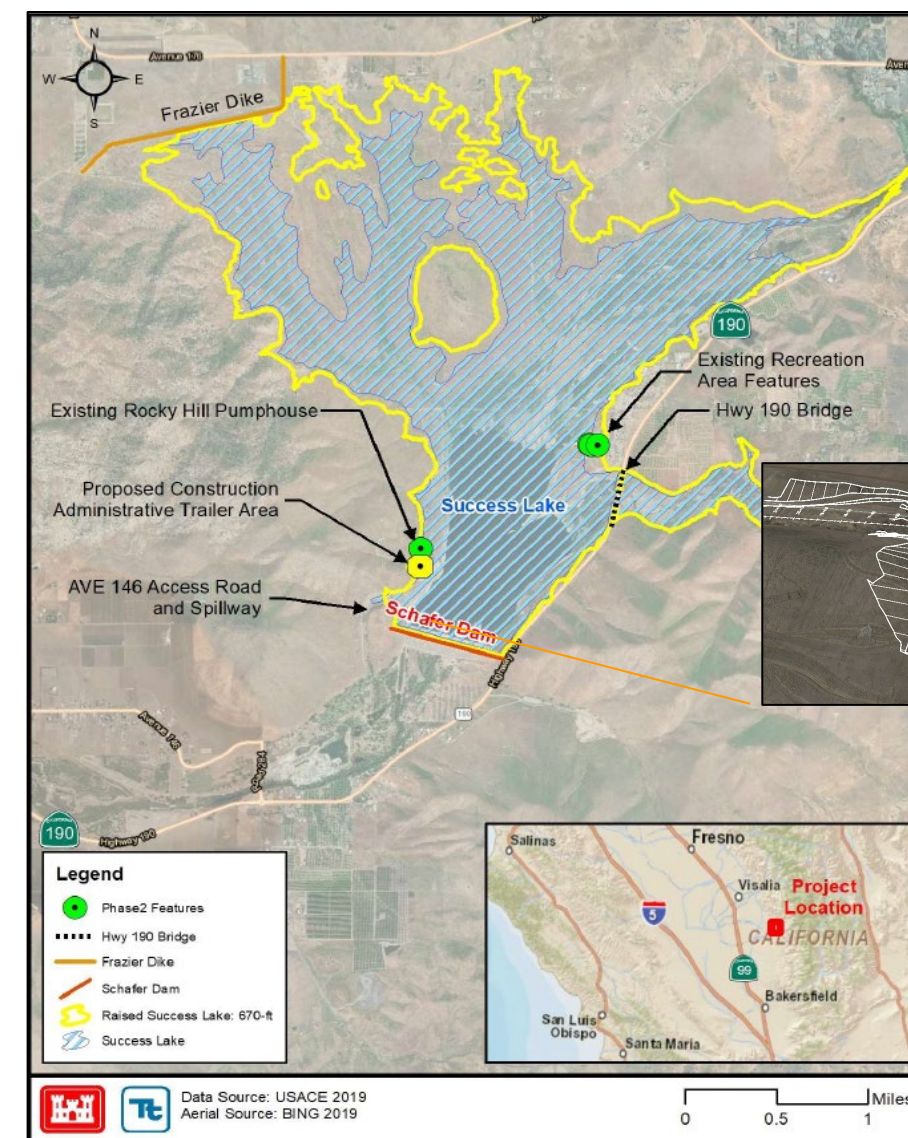 N
W E
S
Avenue 176
Frazier Dike
190
Existing Recreation
Area Features
Hwy 190 Bridge
Existing Rocky Hill Pumphouse
Proposed Construction
Administrative Trailer Area
Success Lake
AVE 146 Access Road
and Spillway
Schafer Dam
Highway 190
190
Avenue 146
190
Highway 190
Legend
Phase2 Features
Hwy 190 Bridge
Frazier Dike
Schafer Dam
Raised Success Lake: 670-ft
Success Lake
Salinas
Fresno
Visalia
Project
Location
5
CALIFORNIA
99
Bakersfield
San Luis
Obispo
Santa Maria
Tt
Data Source: USACE 2019
Aerial Source: BING 2019
Miles
0 0.5 1